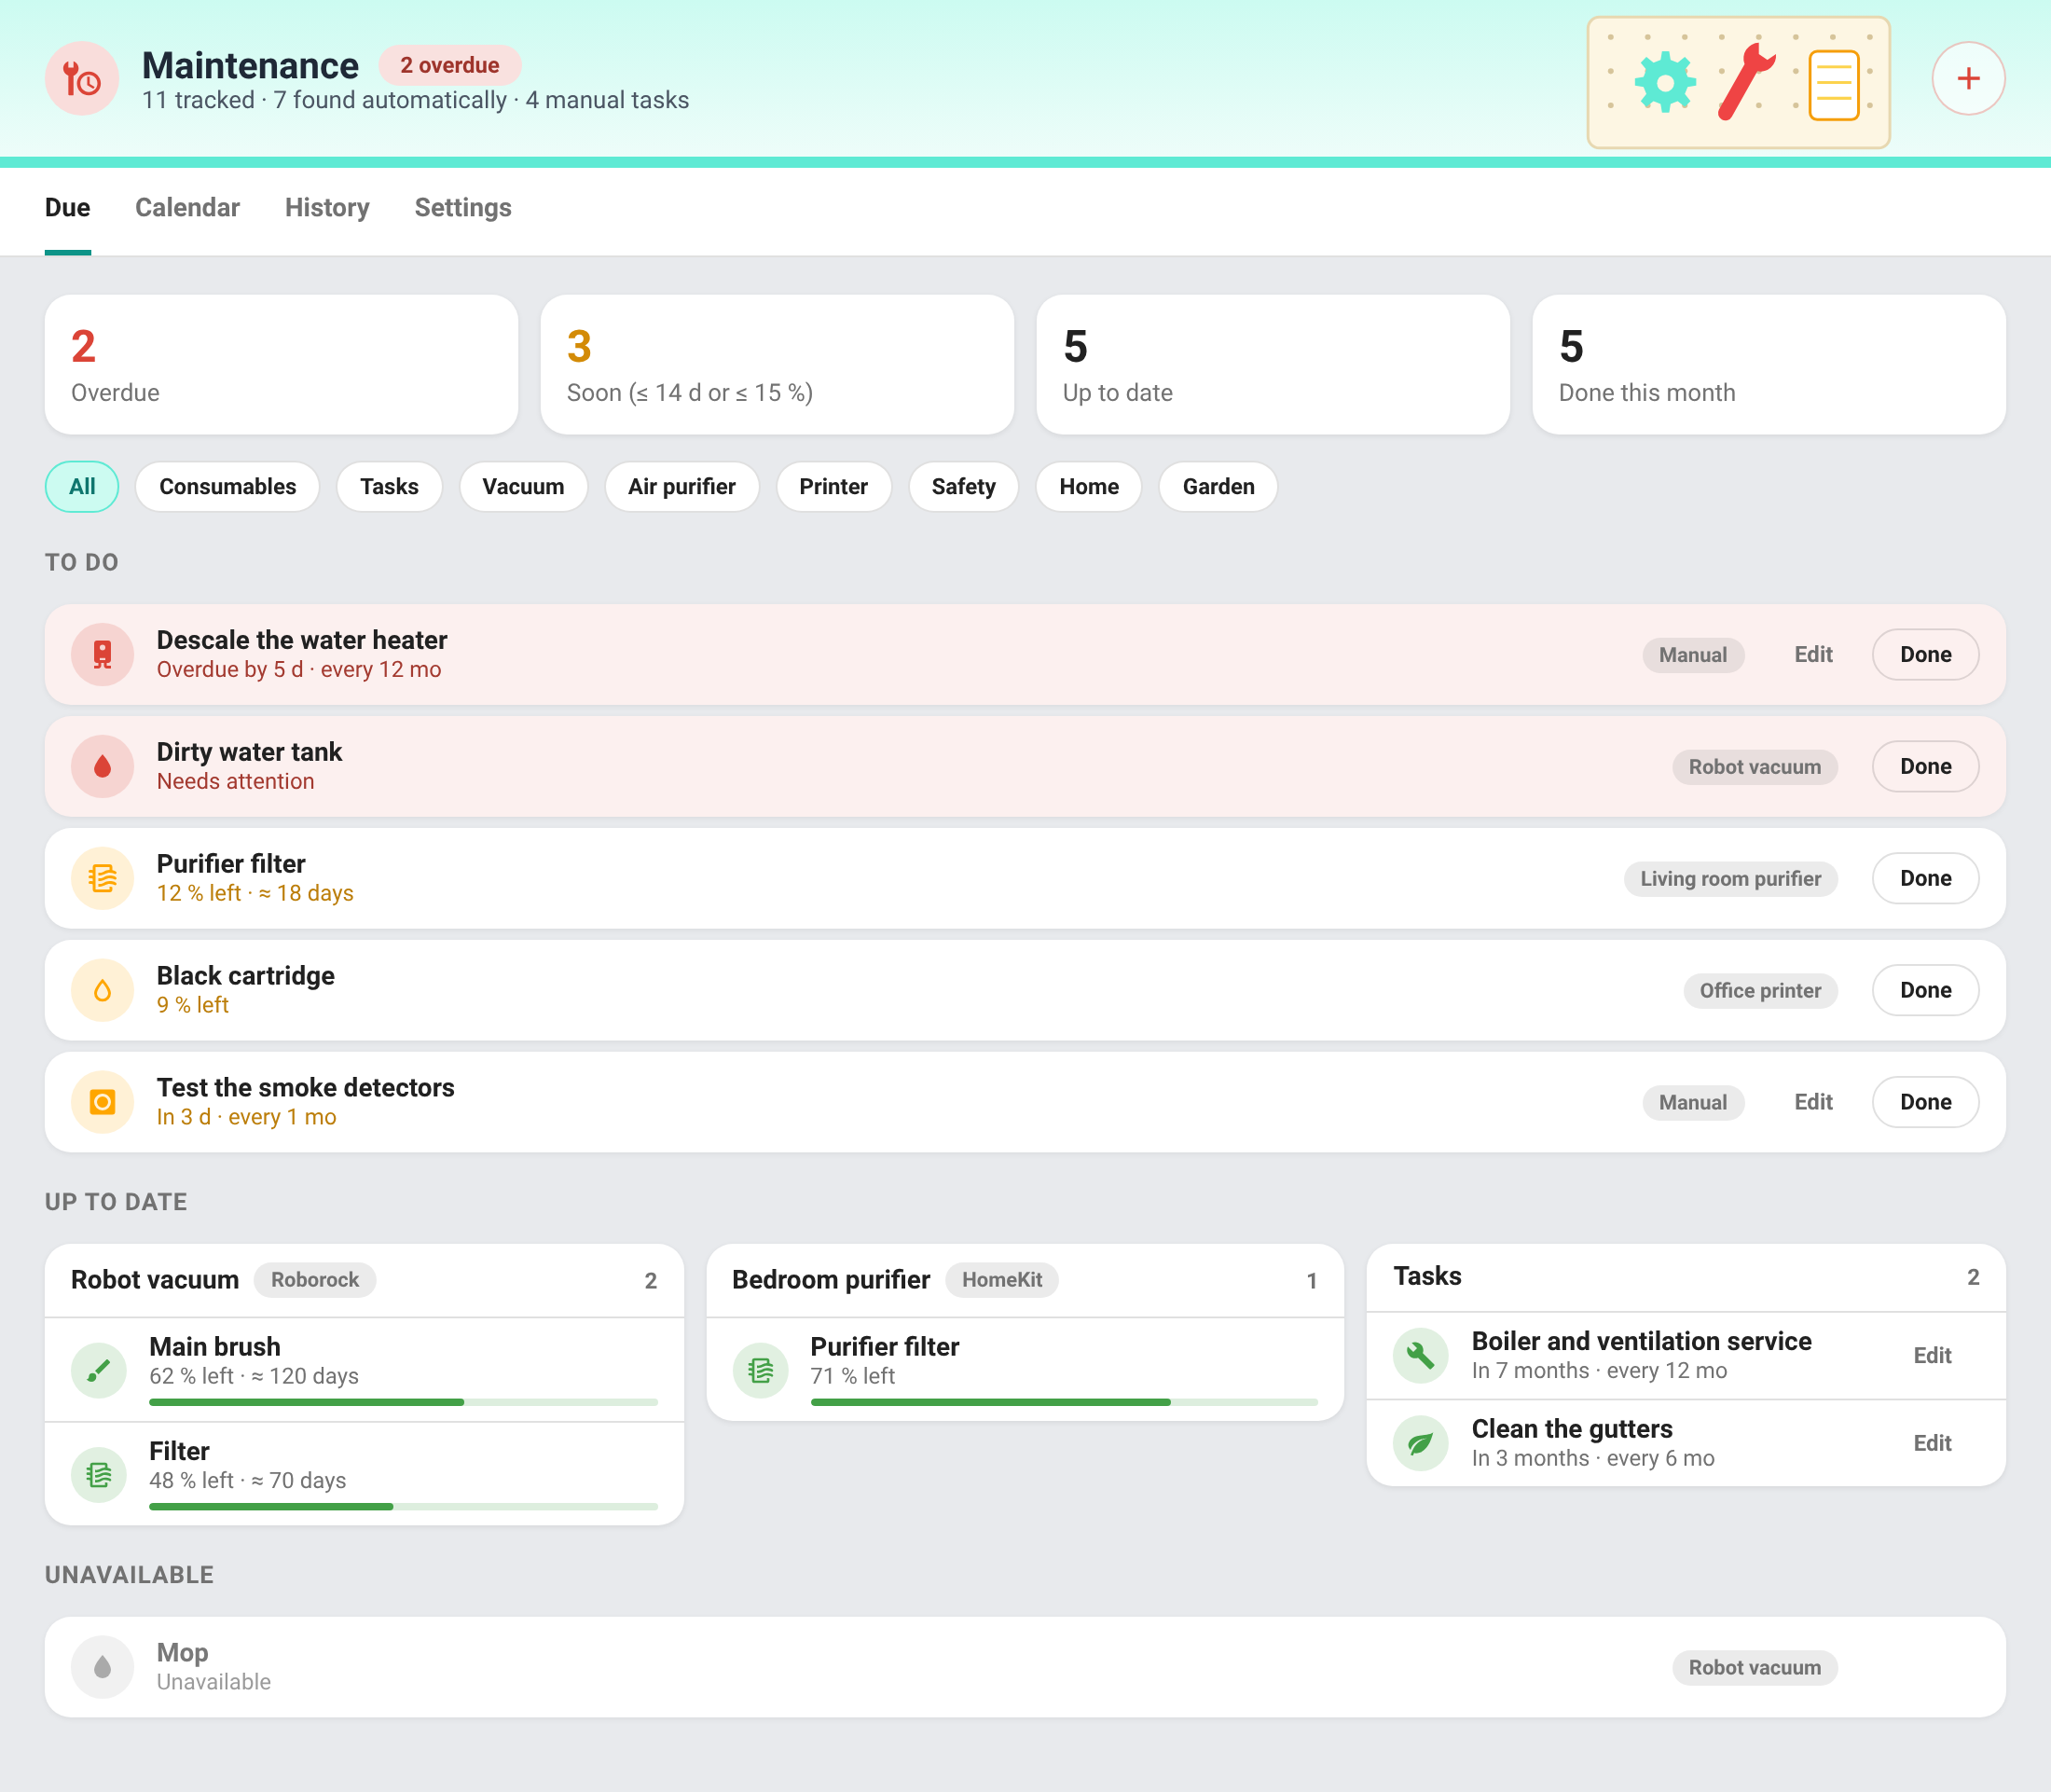 Maintenance
2 overdue
11 tracked · 7 found automatically · 4 manual tasks
+
Due
Calendar
History
Settings
2
Overdue
3
Soon (≤ 14 d or ≤ 15 %)
5
Up to date
5
Done this month
All
Consumables
Tasks
Vacuum
Air purifier
Printer
Safety
Home
Garden
TO DO
Descale the water heater
Overdue by 5 d · every 12 mo
Manual
Edit
Done
Dirty water tank
Needs attention
Robot vacuum
Done
Purifier filter
12 % left · ≈ 18 days
Living room purifier
Done
Black cartridge
9 % left
Office printer
Done
Test the smoke detectors
In 3 d · every 1 mo
Manual
Edit
Done
UP TO DATE
Robot vacuum
Roborock
2
Main brush
62 % left · ≈ 120 days
Filter
48 % left · ≈ 70 days
Bedroom purifier
HomeKit
1
Purifier filter
71 % left
Tasks
2
Boiler and ventilation service
In 7 months · every 12 mo
Edit
Clean the gutters
In 3 months · every 6 mo
Edit
UNAVAILABLE
Mop
Unavailable
Robot vacuum